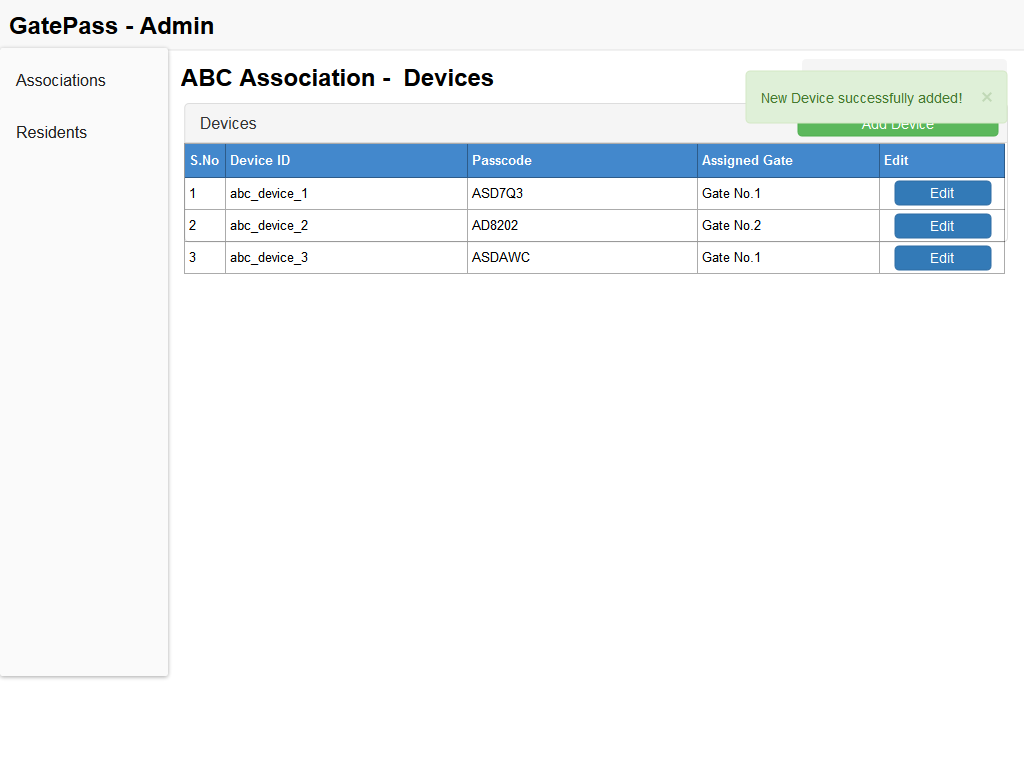 GatePass - Admin
Associations
Residents
ABC Association -  Devices
New Device successfully added! ×
Devices
Add Device
S.No Device ID Passcode Assigned Gate Edit
1 abc_device_1 ASD7Q3 Gate No.1 Edit
2 abc_device_2 AD8202 Gate No.2 Edit
3 abc_device_3 ASDAWC Gate No.1 Edit